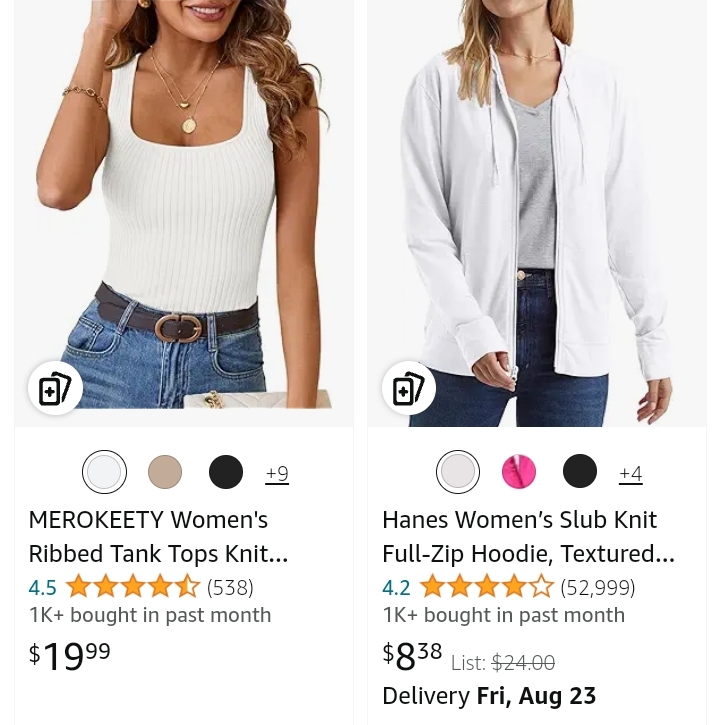 +9
MEROKEETY Women's
Ribbed Tank Tops Knit...
4.5 (538)
1K+ bought in past month
$19.99
+4
Hanes Women’s Slub Knit
Full-Zip Hoodie, Textured...
4.2 (52,999)
1K+ bought in past month
$8.38 List: $24.00
Delivery Fri, Aug 23